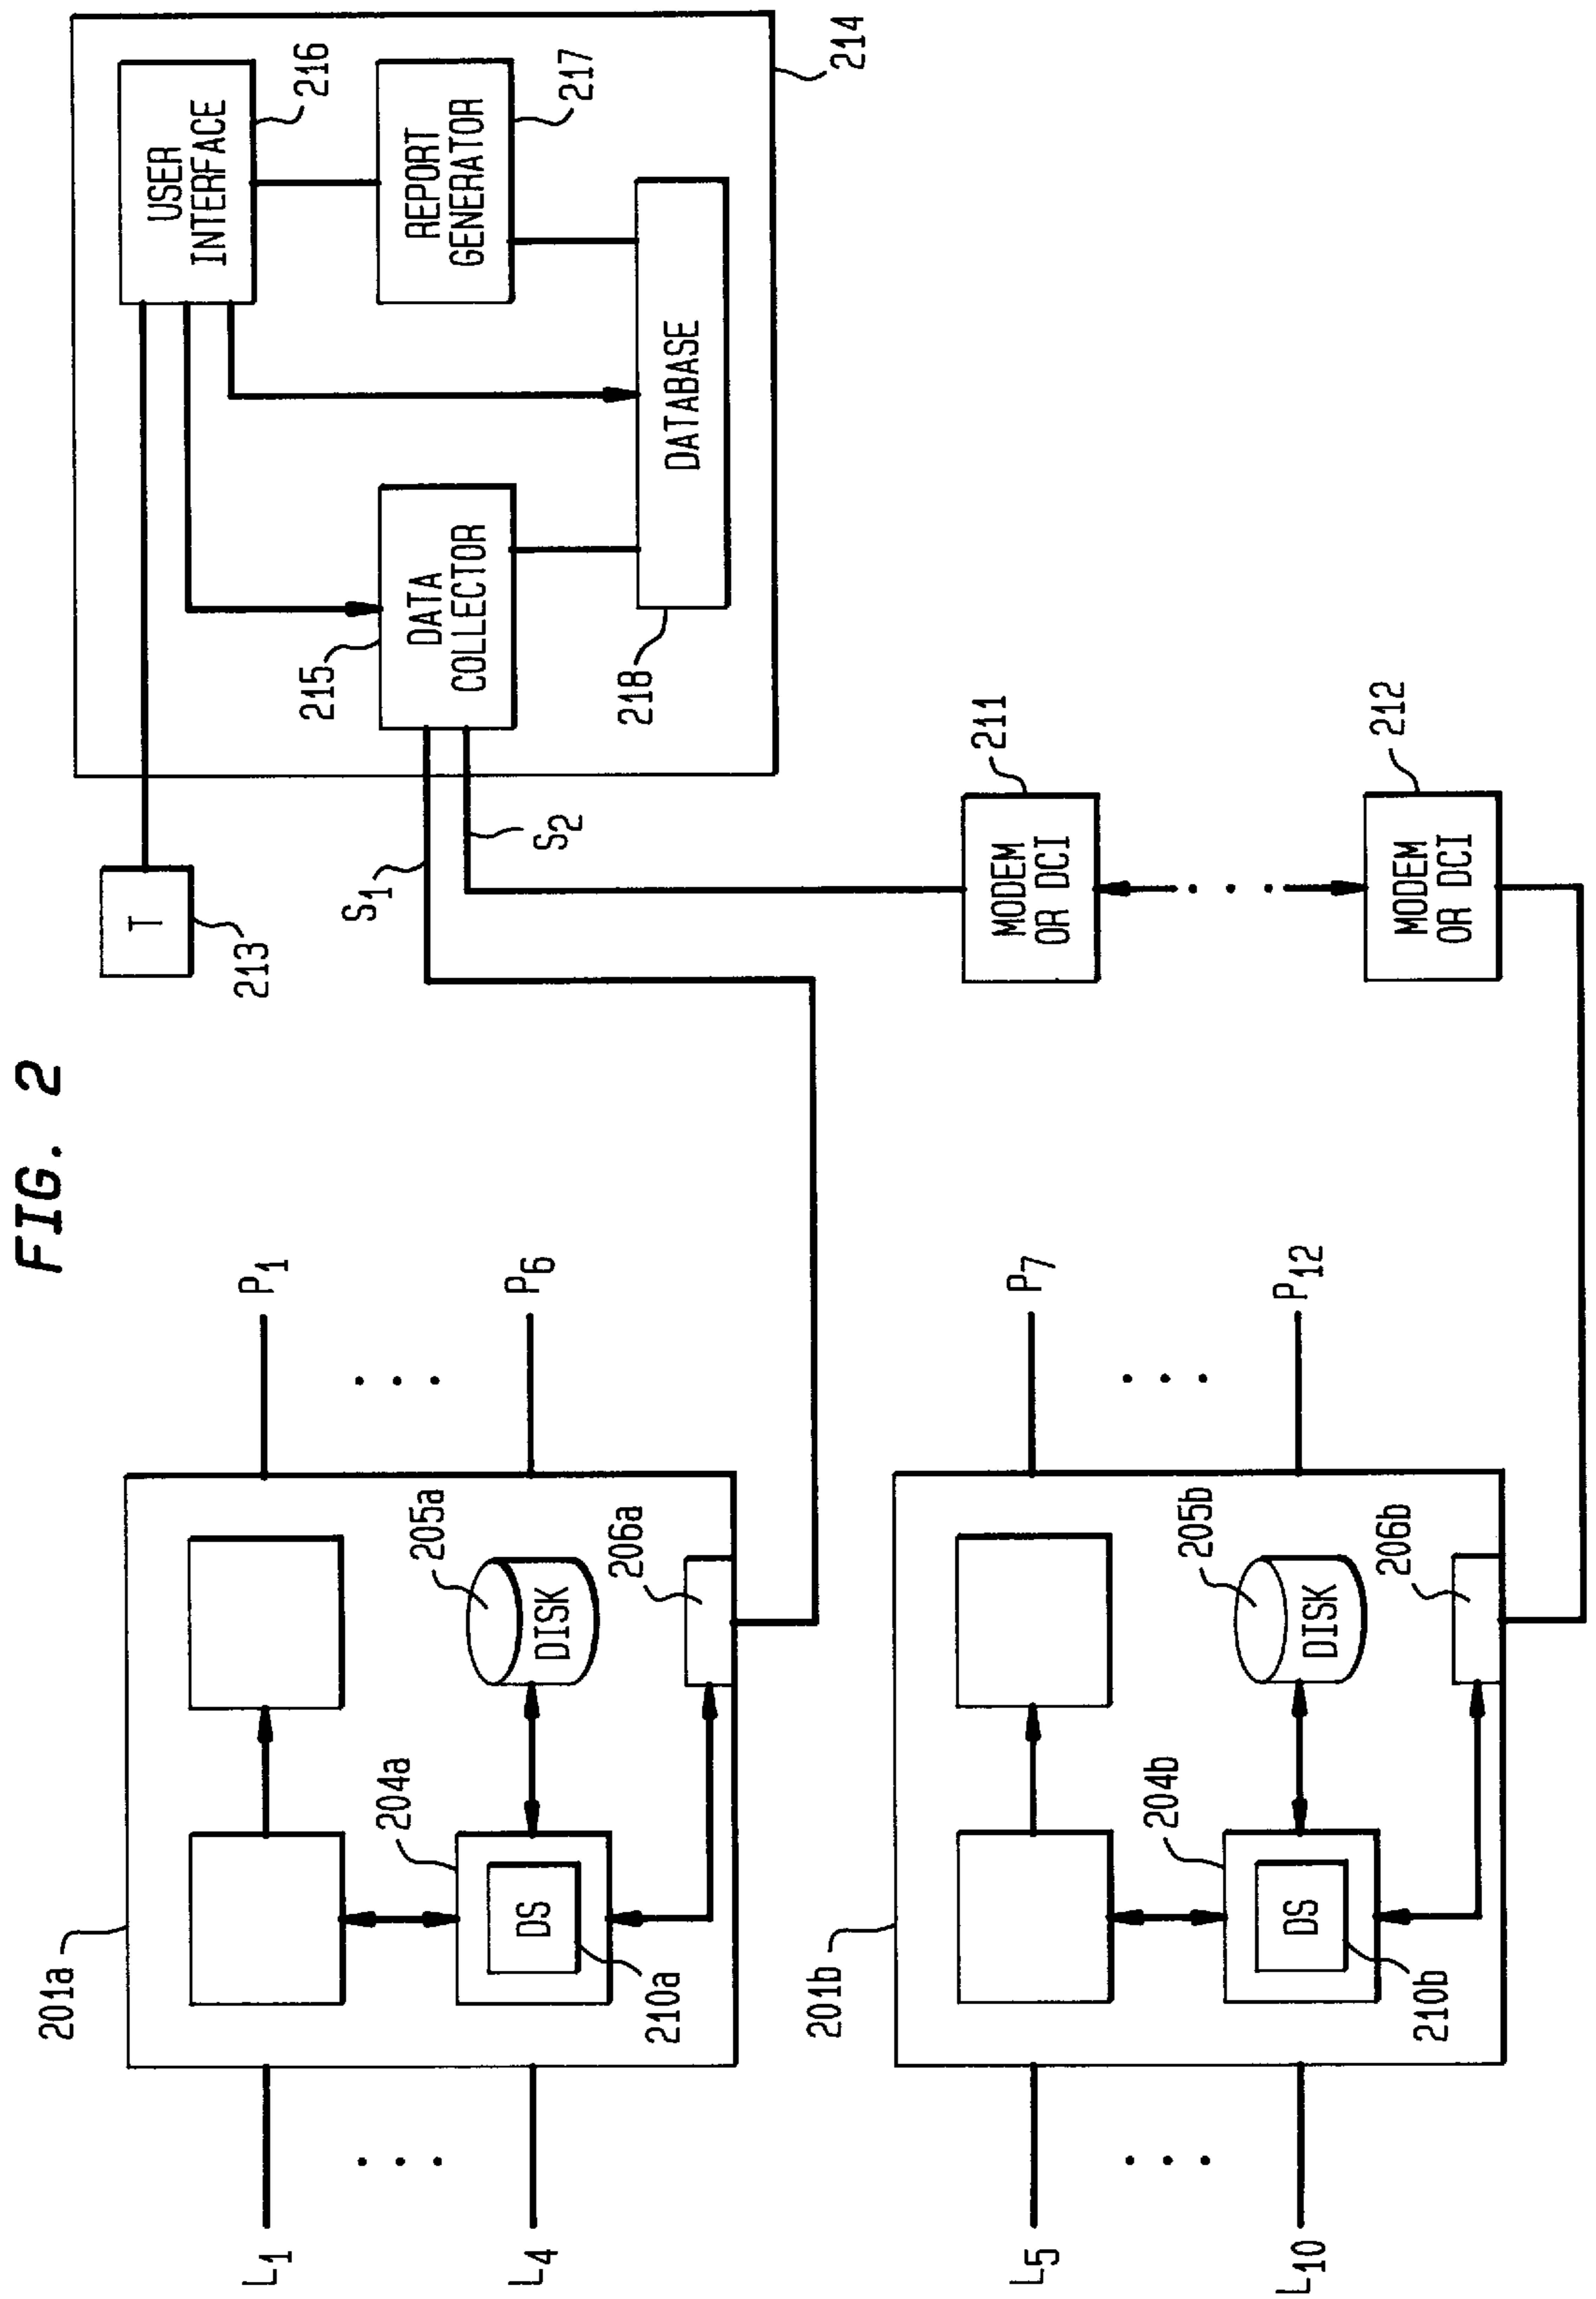 FIG. 2
201a
L1
L4
204a
DS
210a
205a
DISK
206a
P1
P6
T
213
S1
S2
USER
INTERFACE
216
REPORT
GENERATOR
217
215
DATA
COLLECTOR
218
DATABASE
214
201b
L5
L10
204b
DS
210b
205b
DISK
206b
P7
P12
MODEM
OR DCI
211
MODEM
OR DCI
212